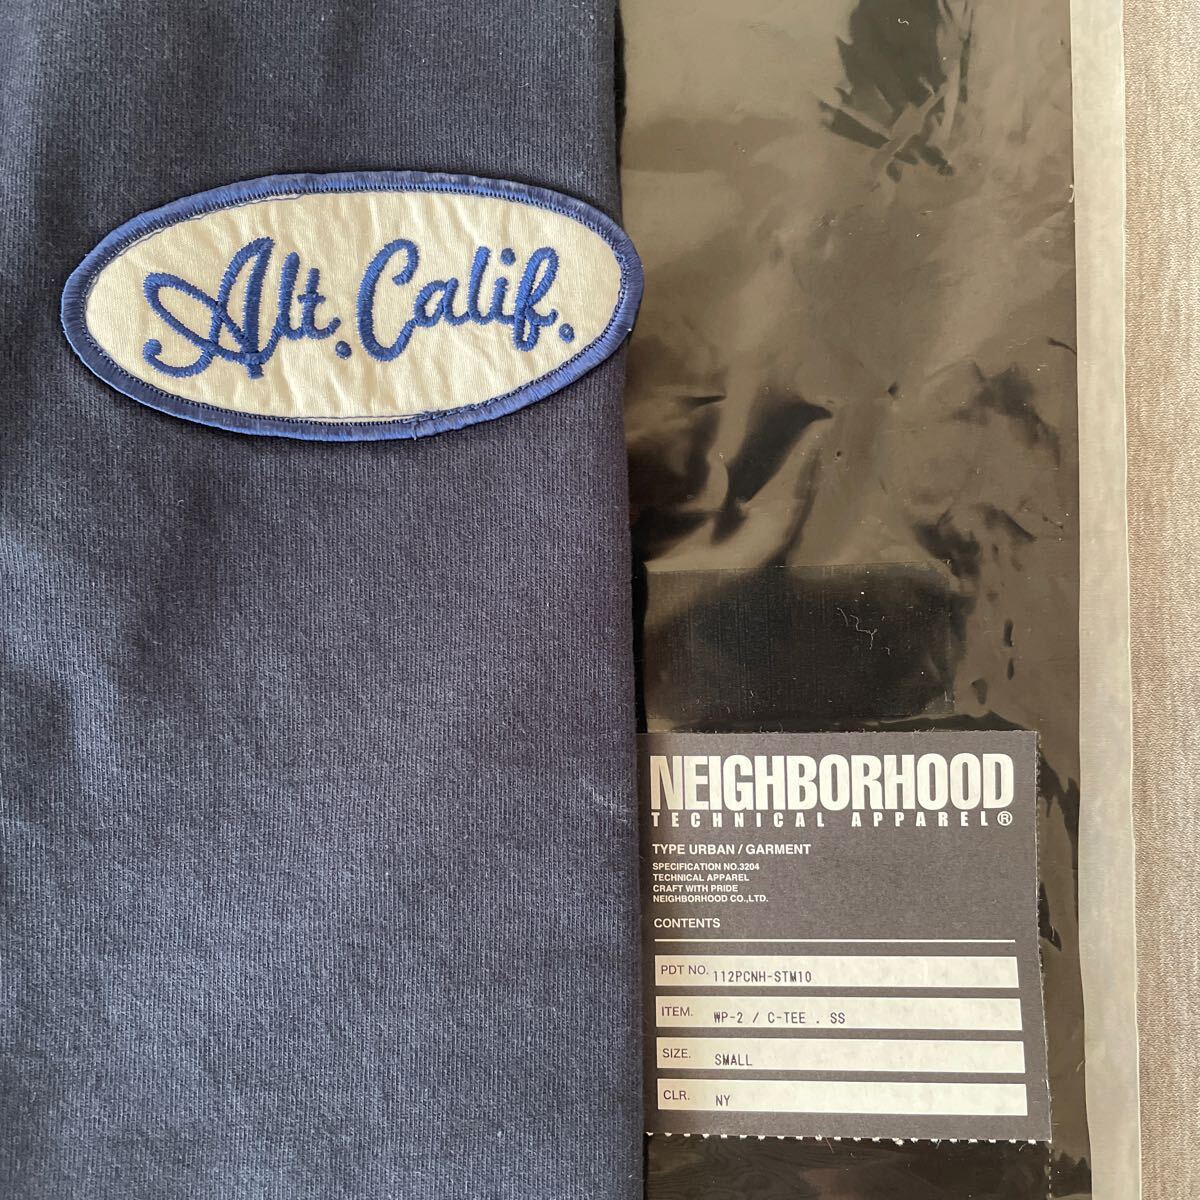 Alt. Calif.
NEIGHBORHOOD
TECHNICAL APPAREL®
TYPE URBAN / GARMENT
SPECIFICATION NO.3204
TECHNICAL APPAREL
CRAFT WITH PRIDE
NEIGHBORHOOD CO.,LTD.
CONTENTS
PDT NO. 112PCNH-STM10
ITEM. WP-2 / C-TEE . SS
SIZE. SMALL
CLR. NY